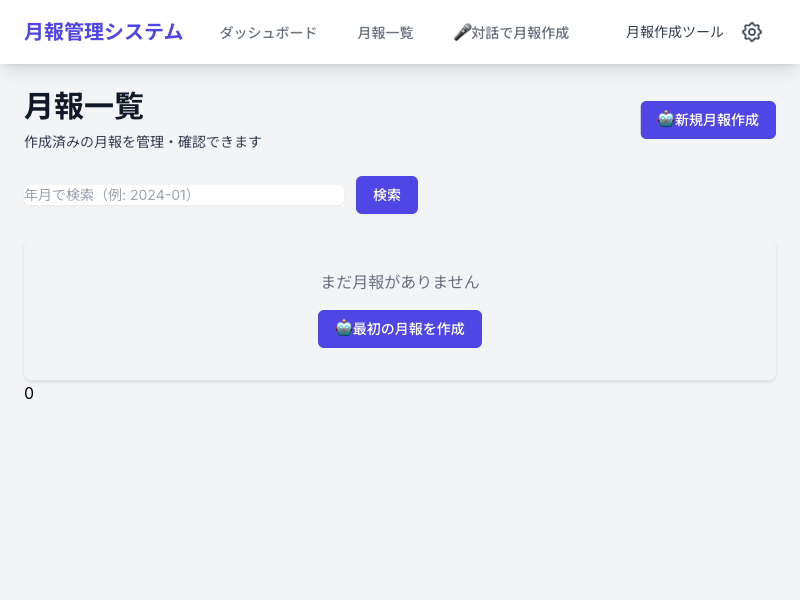 月報管理システム
ダッシュボード
月報一覧
🎤対話で月報作成
月報作成ツール
月報一覧
作成済みの月報を管理・確認できます
🤖新規月報作成
年月で検索（例: 2024-01）
検索
まだ月報がありません
🤖最初の月報を作成
0